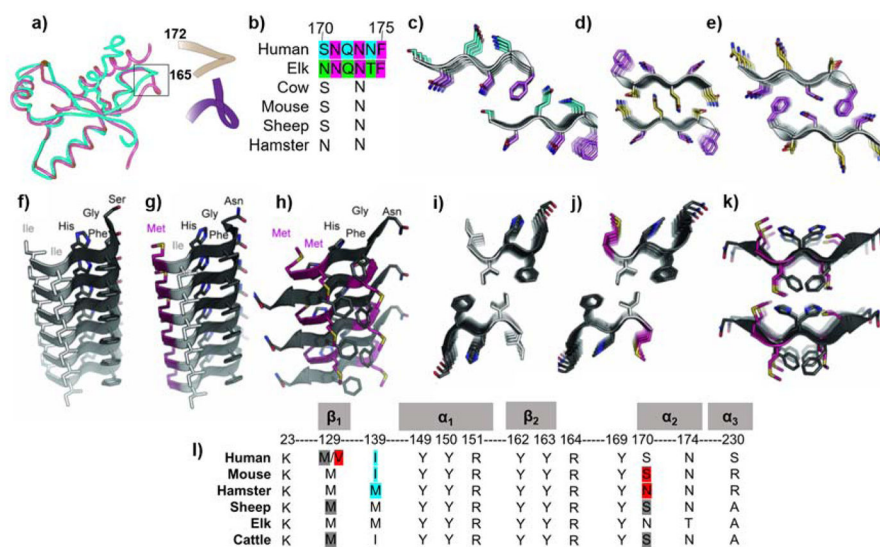 a)
172
165
b)
170 175
Human SNQNNF
Elk NNQNTF
Cow S N
Mouse S N
Sheep S N
Hamster N N
c)
d)
e)
f)
Ile
Ile
His
Gly
Phe
Ser
g)
Met
Ile
His
Gly
Phe
Asn
h)
Met
Met
His
Gly
Phe
Asn
i)
j)
k)
l)
β1 α1 β2 α2 α3
23------129------139------149---150---151------162---163---164------169---170------174------230
Human K M/V I Y Y R Y Y R Y S N S
Mouse K M I Y Y R Y Y R Y S N R
Hamster K M M Y Y R Y Y R Y N N R
Sheep K M M Y Y R Y Y R Y S N A
Elk K M M Y Y R Y Y R Y N T A
Cattle K M I Y Y R Y Y R Y S N A